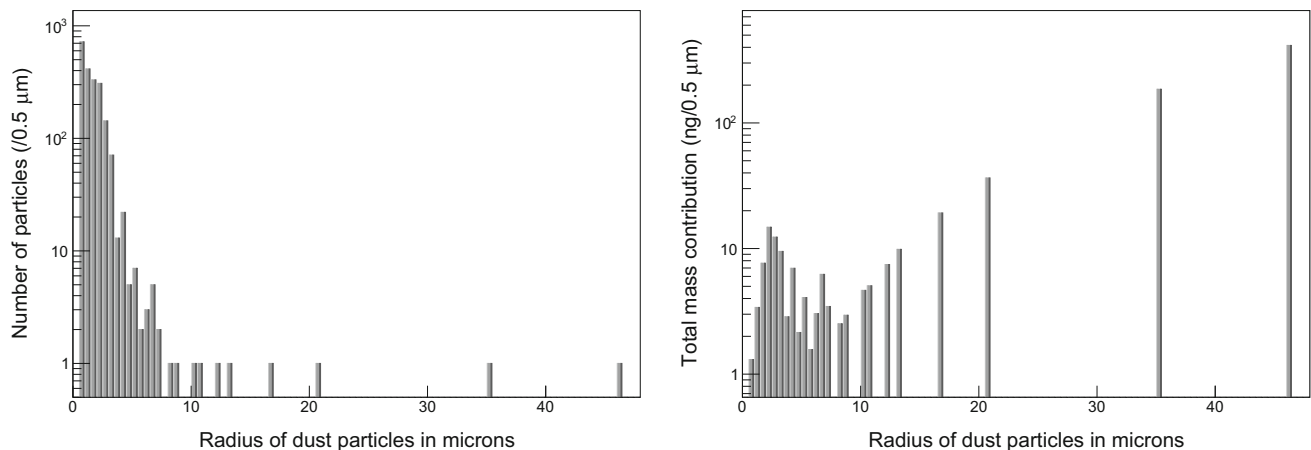 Number of particles (/0.5 μm)
10³
10²
10
1
0 10 20 30 40
Radius of dust particles in microns
Total mass contribution (ng/0.5 μm)
10²
10
1
0 10 20 30 40
Radius of dust particles in microns